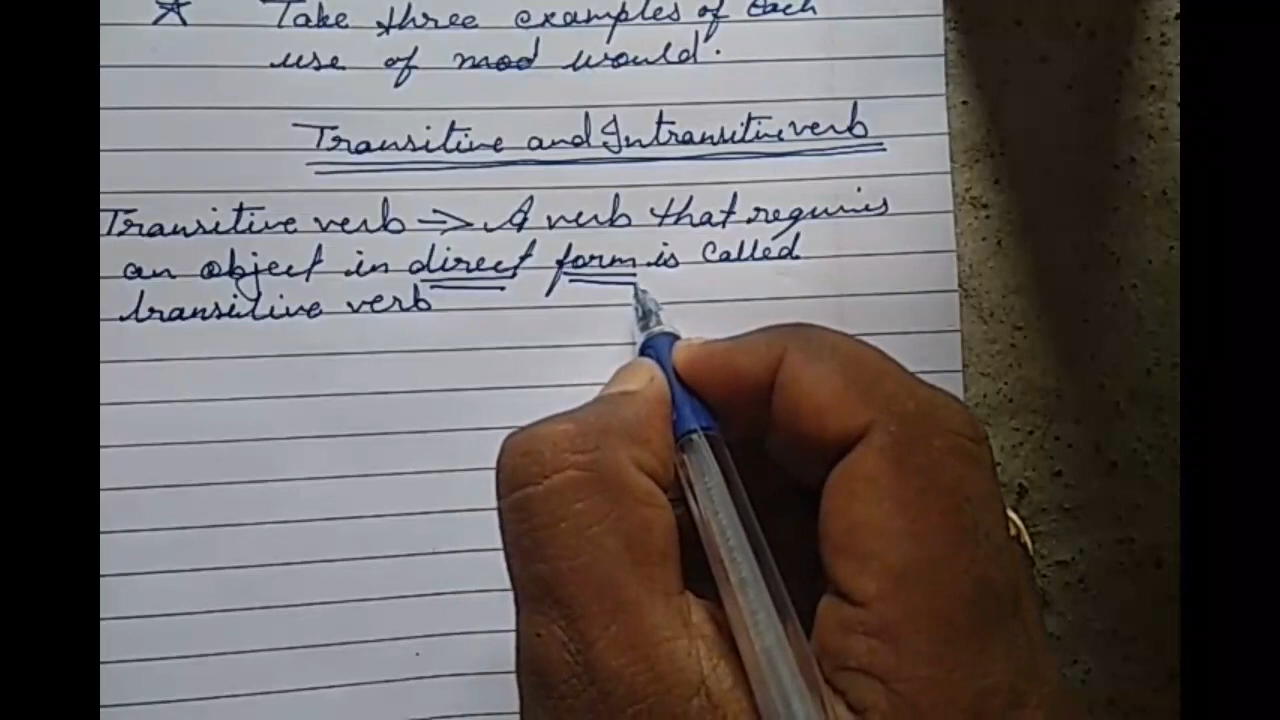 ☆ Take three examples of each
use of mod would.
Transitive and Intransitive verb
Transitive verb => A verb that requires
an object in direct form is called
transitive verb